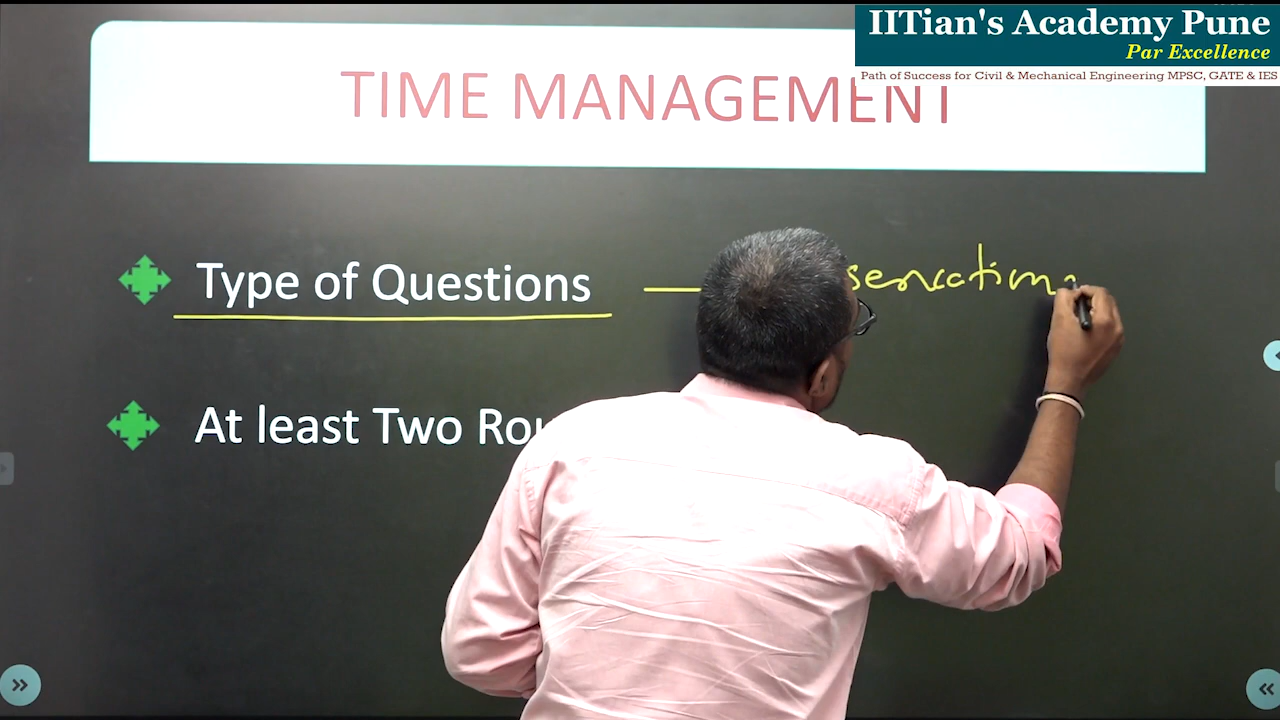 IITian's Academy Pune
Par Excellence
Path of Success for Civil & Mechanical Engineering MPSC, GATE & IES
TIME MANAGEMENT
Type of Questions
At least Two